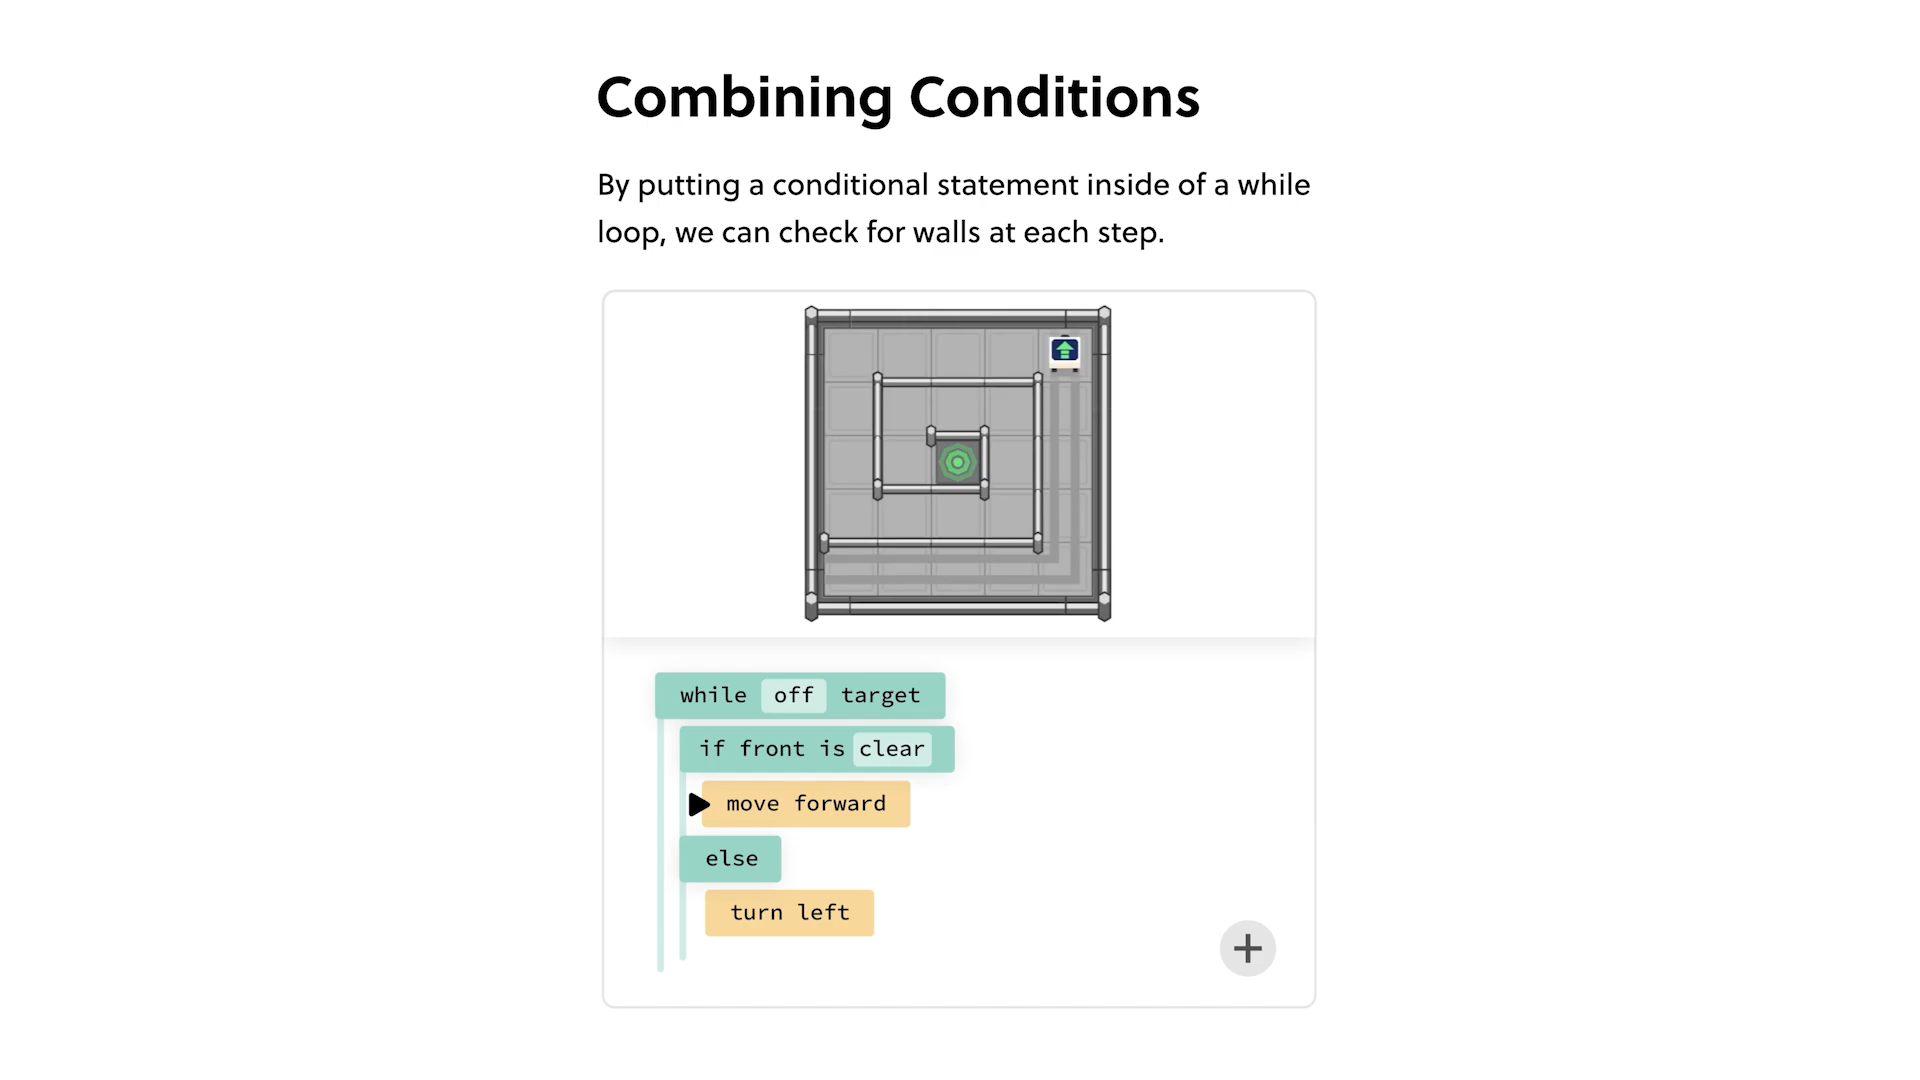 Combining Conditions
By putting a conditional statement inside of a while
loop, we can check for walls at each step.
while off target
if front is clear
move forward
else
turn left